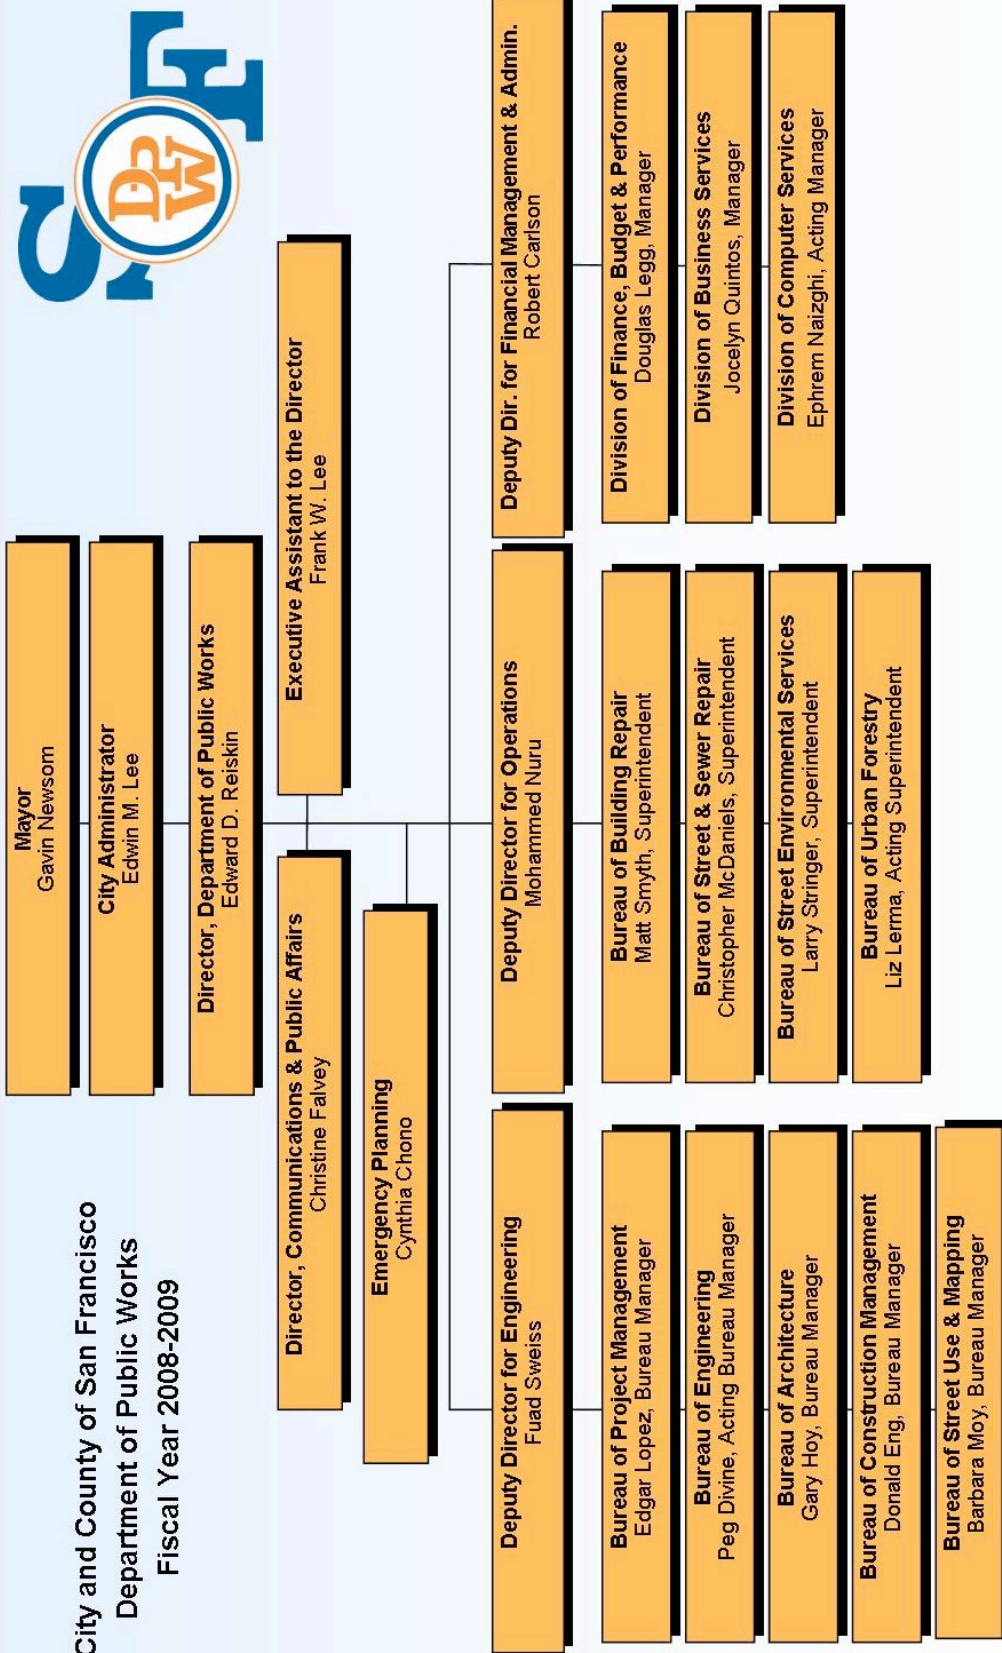 City and County of San Francisco
Department of Public Works
Fiscal Year 2008-2009
SF
DPW
Mayor
Gavin Newsom
City Administrator
Edwin M. Lee
Director, Department of Public Works
Edward D. Reiskin
Director, Communications & Public Affairs
Christine Falvey
Executive Assistant to the Director
Frank W. Lee
Emergency Planning
Cynthia Chono
Deputy Director for Engineering
Fuad Sweiss
Bureau of Project Management
Edgar Lopez, Bureau Manager
Bureau of Engineering
Peg Divine, Acting Bureau Manager
Bureau of Architecture
Gary Hoy, Bureau Manager
Bureau of Construction Management
Donald Eng, Bureau Manager
Bureau of Street Use & Mapping
Barbara Moy, Bureau Manager
Deputy Director for Operations
Mohammed Nuru
Bureau of Building Repair
Matt Smyth, Superintendent
Bureau of Street & Sewer Repair
Christopher McDaniels, Superintendent
Bureau of Street Environmental Services
Larry Stringer, Superintendent
Bureau of Urban Forestry
Liz Lerma, Acting Superintendent
Deputy Dir. for Financial Management & Admin.
Robert Carlson
Division of Finance, Budget & Performance
Douglas Legg, Manager
Division of Business Services
Jocelyn Quintos, Manager
Division of Computer Services
Ephrem Naizghi, Acting Manager